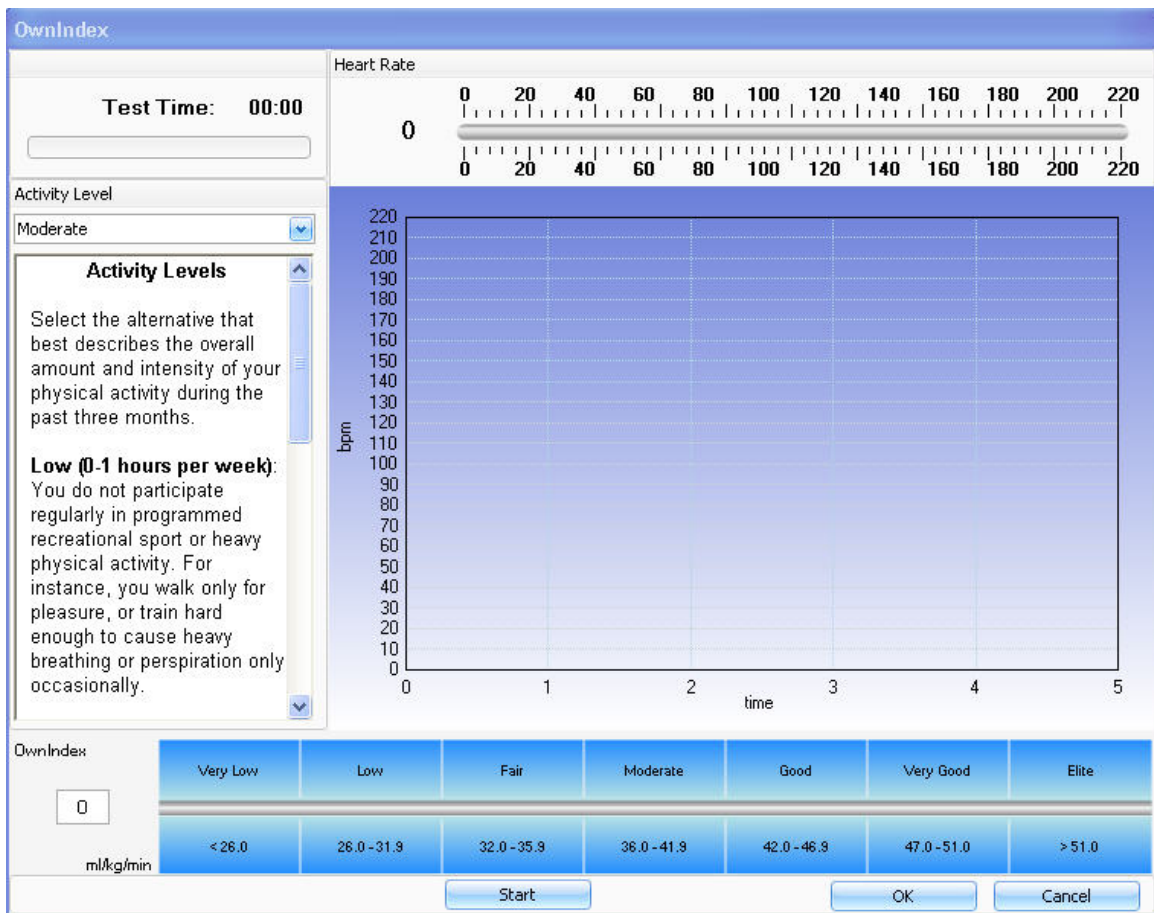 OwnIndex
Test Time: 00:00
Activity Level
Moderate
Activity Levels
Select the alternative that
best describes the overall
amount and intensity of your
physical activity during the
past three months.
Low (0-1 hours per week):
You do not participate
regularly in programmed
recreational sport or heavy
physical activity. For
instance, you walk only for
pleasure, or train hard
enough to cause heavy
breathing or perspiration only
occasionally.
Heart Rate
0 20 40 60 80 100 120 140 160 180 200 220
0
0 20 40 60 80 100 120 140 160 180 200 220
220
210
200
190
180
170
160
150
140
130
120
110
100
90
80
70
60
50
40
30
20
10
0
bpm
0 1 2 3 4 5
time
OwnIndex
0
ml/kg/min
Very Low Low Fair Moderate Good Very Good Elite
< 26.0 26.0 - 31.9 32.0 - 35.9 36.0 - 41.9 42.0 - 46.9 47.0 - 51.0 > 51.0
Start OK Cancel